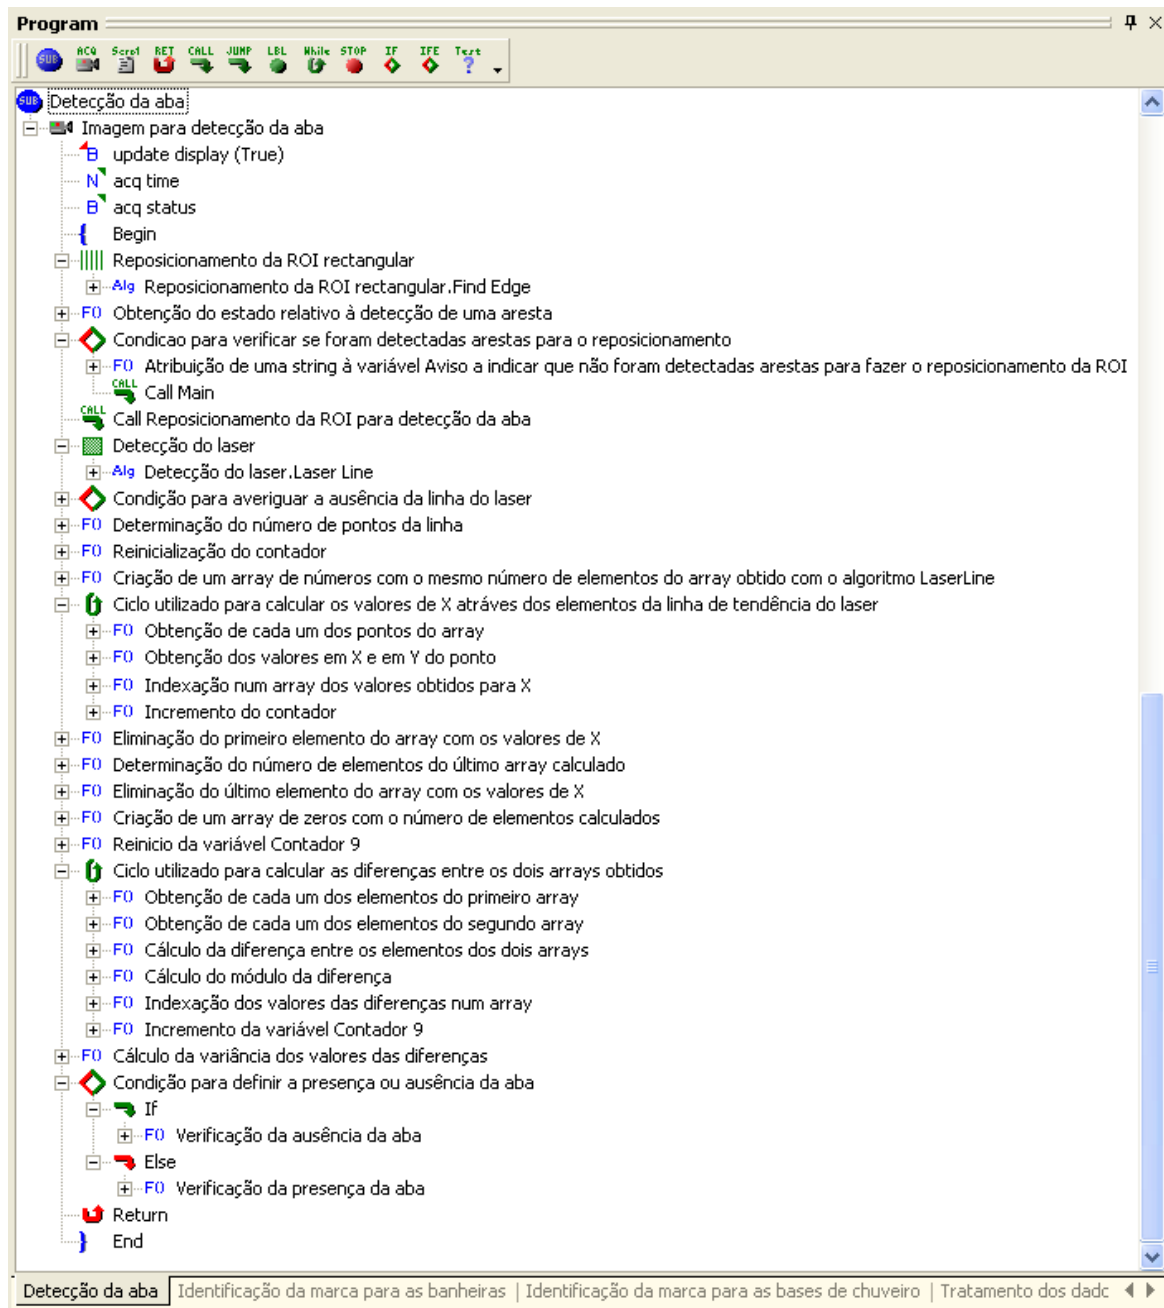 Program
SUB ACQ Script RET CALL JUMP LBL While STOP IF IFE Test
SUB Detecção da aba
Imagem para detecção da aba
B update display (True)
N acq time
B acq status
{ Begin
Reposicionamento da ROI rectangular
Alg Reposicionamento da ROI rectangular.Find Edge
F() Obtenção do estado relativo à detecção de uma aresta
Condicao para verificar se foram detectadas arestas para o reposicionamento
F() Atribuição de uma string à variável Aviso a indicar que não foram detectadas arestas para fazer o reposicionamento da ROI
CALL Call Main
CALL Call Reposicionamento da ROI para detecção da aba
Detecção do laser
Alg Detecção do laser.Laser Line
Condição para averiguar a ausência da linha do laser
F() Determinação do número de pontos da linha
F() Reinicialização do contador
F() Criação de um array de números com o mesmo número de elementos do array obtido com o algoritmo LaserLine
Ciclo utilizado para calcular os valores de X atráves dos elementos da linha de tendência do laser
F() Obtenção de cada um dos pontos do array
F() Obtenção dos valores em X e em Y do ponto
F() Indexação num array dos valores obtidos para X
F() Incremento do contador
F() Eliminação do primeiro elemento do array com os valores de X
F() Determinação do número de elementos do último array calculado
F() Eliminação do último elemento do array com os valores de X
F() Criação de um array de zeros com o número de elementos calculados
F() Reinicio da variável Contador 9
Ciclo utilizado para calcular as diferenças entre os dois arrays obtidos
F() Obtenção de cada um dos elementos do primeiro array
F() Obtenção de cada um dos elementos do segundo array
F() Cálculo da diferença entre os elementos dos dois arrays
F() Cálculo do módulo da diferença
F() Indexação dos valores das diferenças num array
F() Incremento da variável Contador 9
F() Cálculo da variância dos valores das diferenças
Condição para definir a presença ou ausência da aba
If
F() Verificação da ausência da aba
Else
F() Verificação da presença da aba
Return
} End
Detecção da aba | Identificação da marca para as banheiras | Identificação da marca para as bases de chuveiro | Tratamento dos dadc